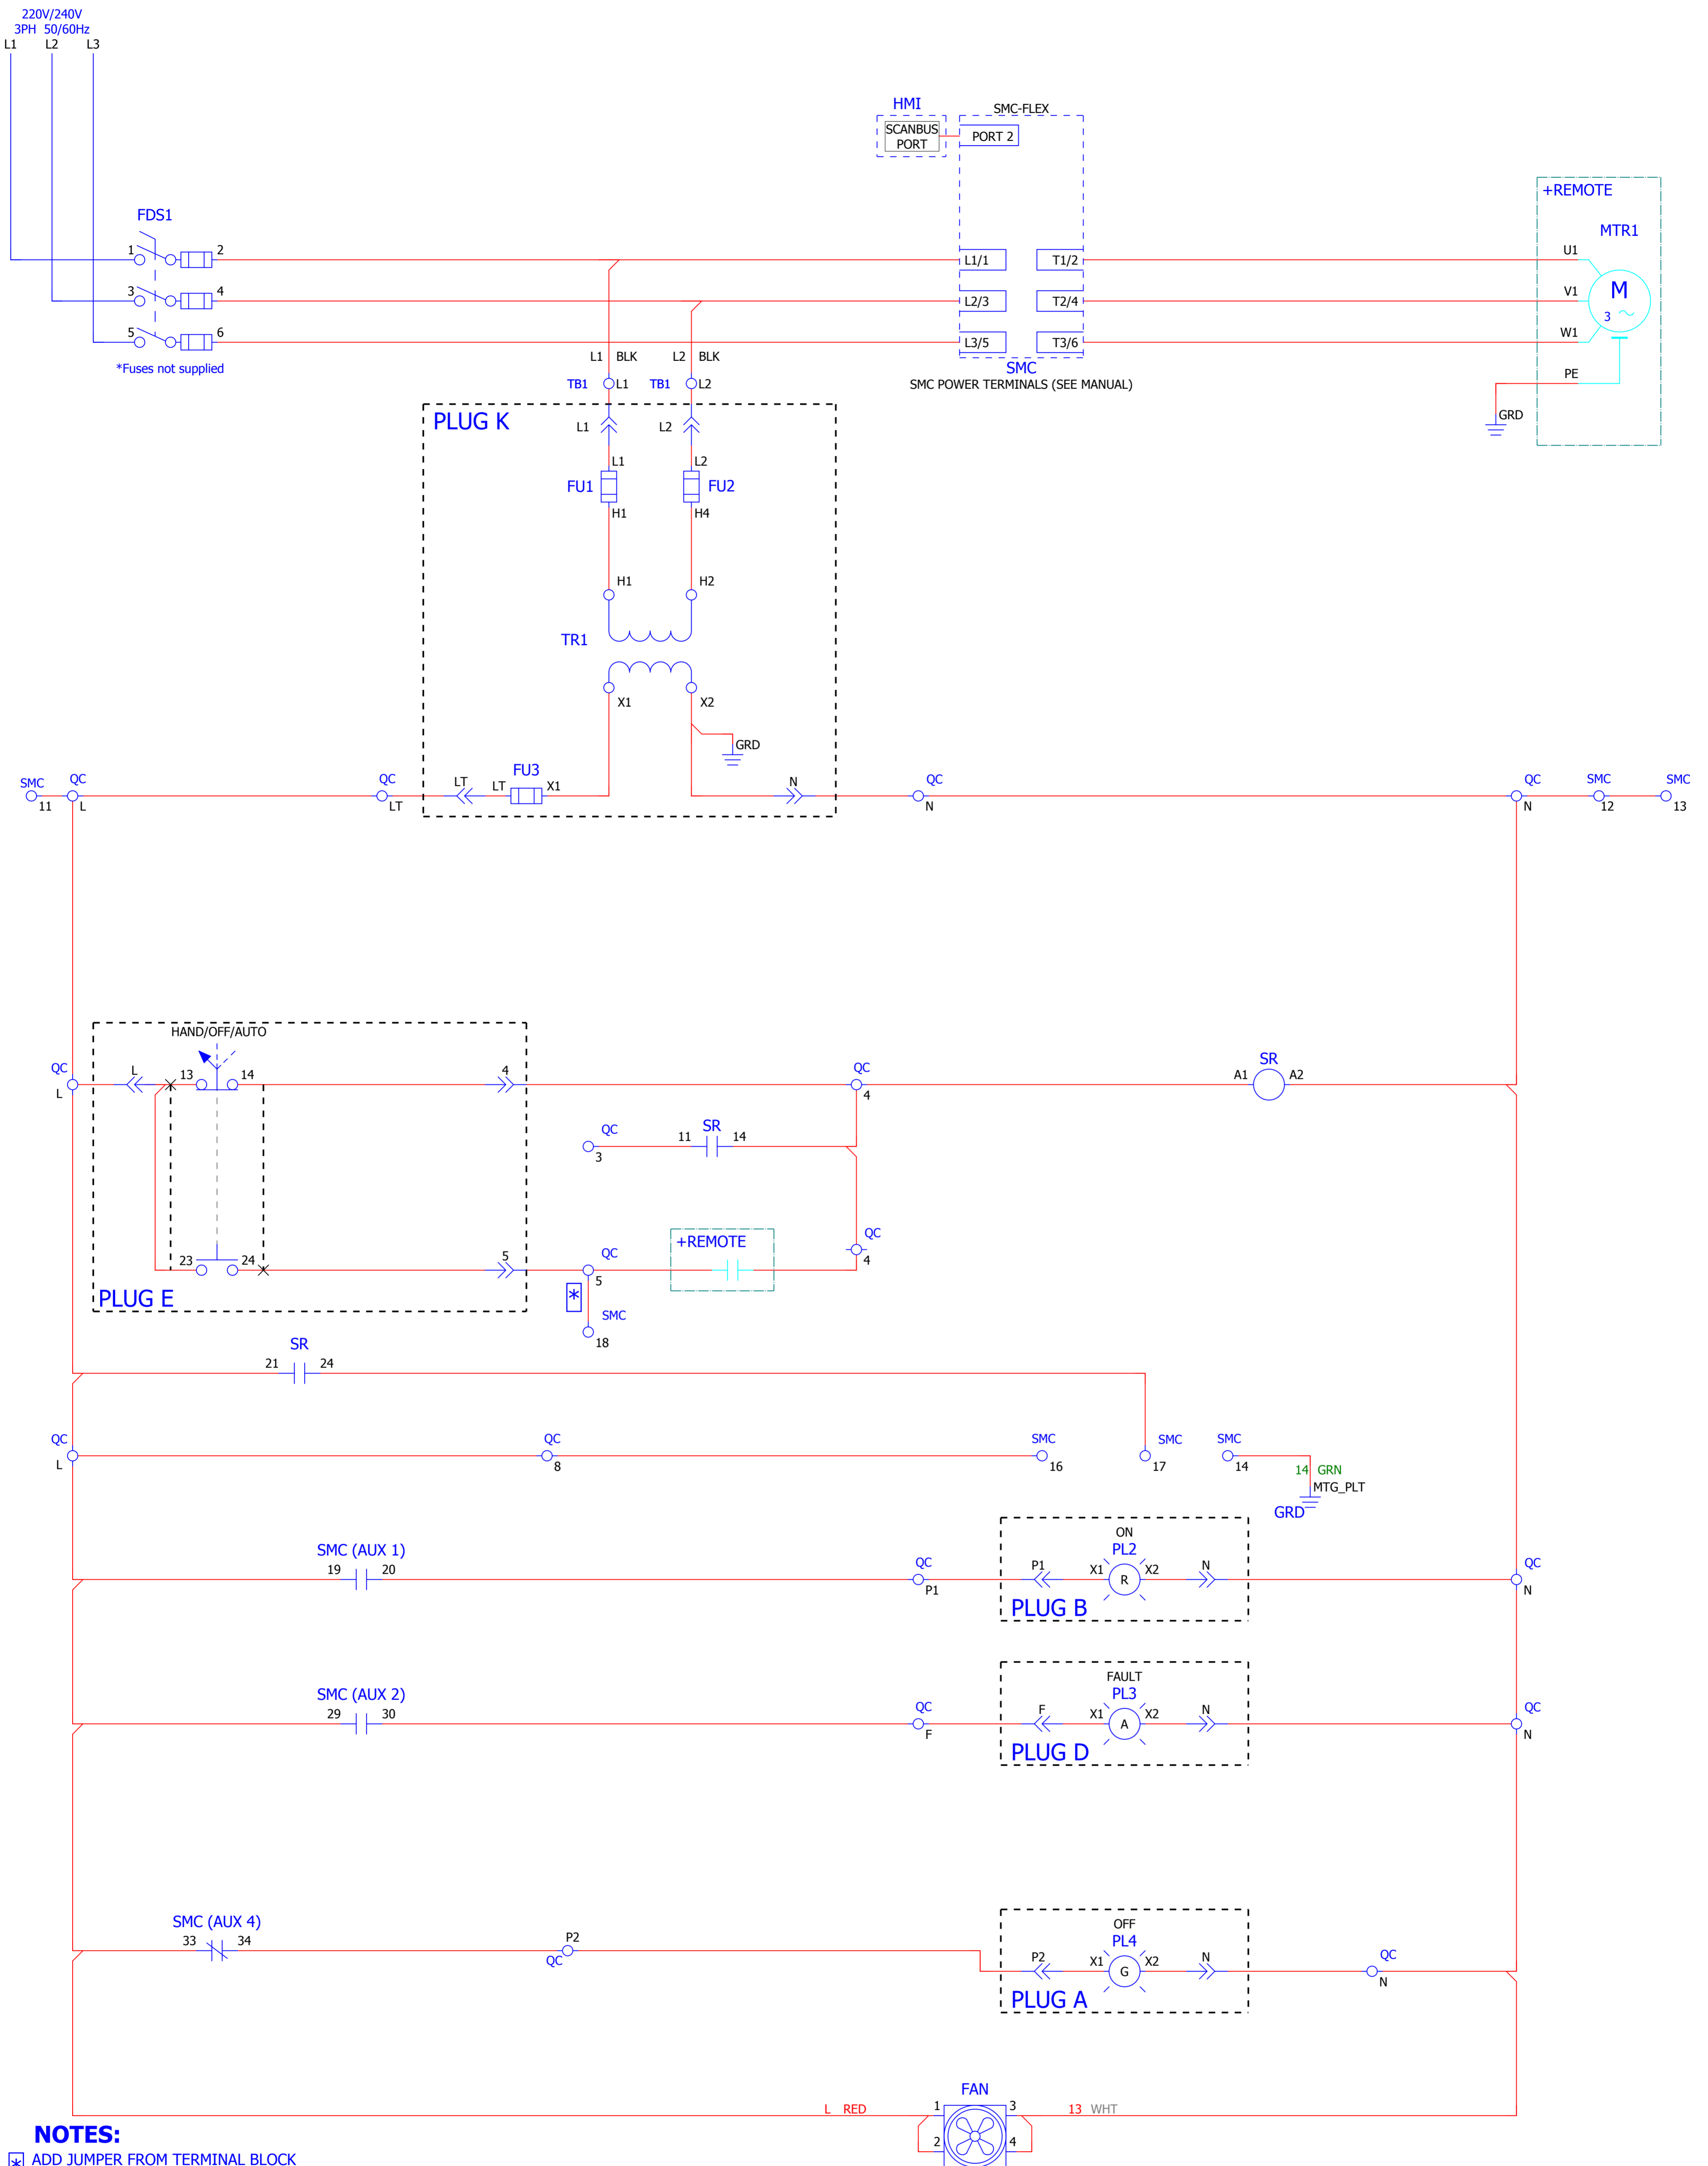 220V/240V
3PH 50/60Hz
L1 L2 L3
HMI
SMC-FLEX
SCANBUS
PORT
PORT 2
+REMOTE
FDS1
MTR1
1 2
L1/1 T1/2
U1
3 4
L2/3 T2/4
V1
M
3
5 6
L3/5 T3/6
W1
*Fuses not supplied
L1 BLK L2 BLK
SMC
SMC POWER TERMINALS (SEE MANUAL)
PE
TB1 L1 TB1 L2
GRD
PLUG K
L1 L2
L1 L2
FU1 FU2
H1 H4
H1 H2
TR1
X1 X2
GRD
SMC QC QC LT LT FU3 X1 N QC QC SMC SMC
11 L LT N N 12 13
HAND/OFF/AUTO
QC L 13 14 4 QC SR
A1 A2
L 4
QC SR
11 14
3
+REMOTE QC
23 24 5 QC 4
5
PLUG E
*
SMC
18
SR
21 24
QC QC SMC SMC SMC
L 8 16 17 14
14 GRN
MTG_PLT
GRD
ON
SMC (AUX 1) PL2
19 20 QC P1 X1 R X2 N QC
P1 N
PLUG B
FAULT
SMC (AUX 2) PL3
29 30 QC F X1 A X2 N QC
F N
PLUG D
SMC (AUX 4) OFF
33 34 P2 PL4
QC P2 X1 G X2 N QC
N
PLUG A
FAN
L RED 1 3 13 WHT
2 4
NOTES:
* ADD JUMPER FROM TERMINAL BLOCK